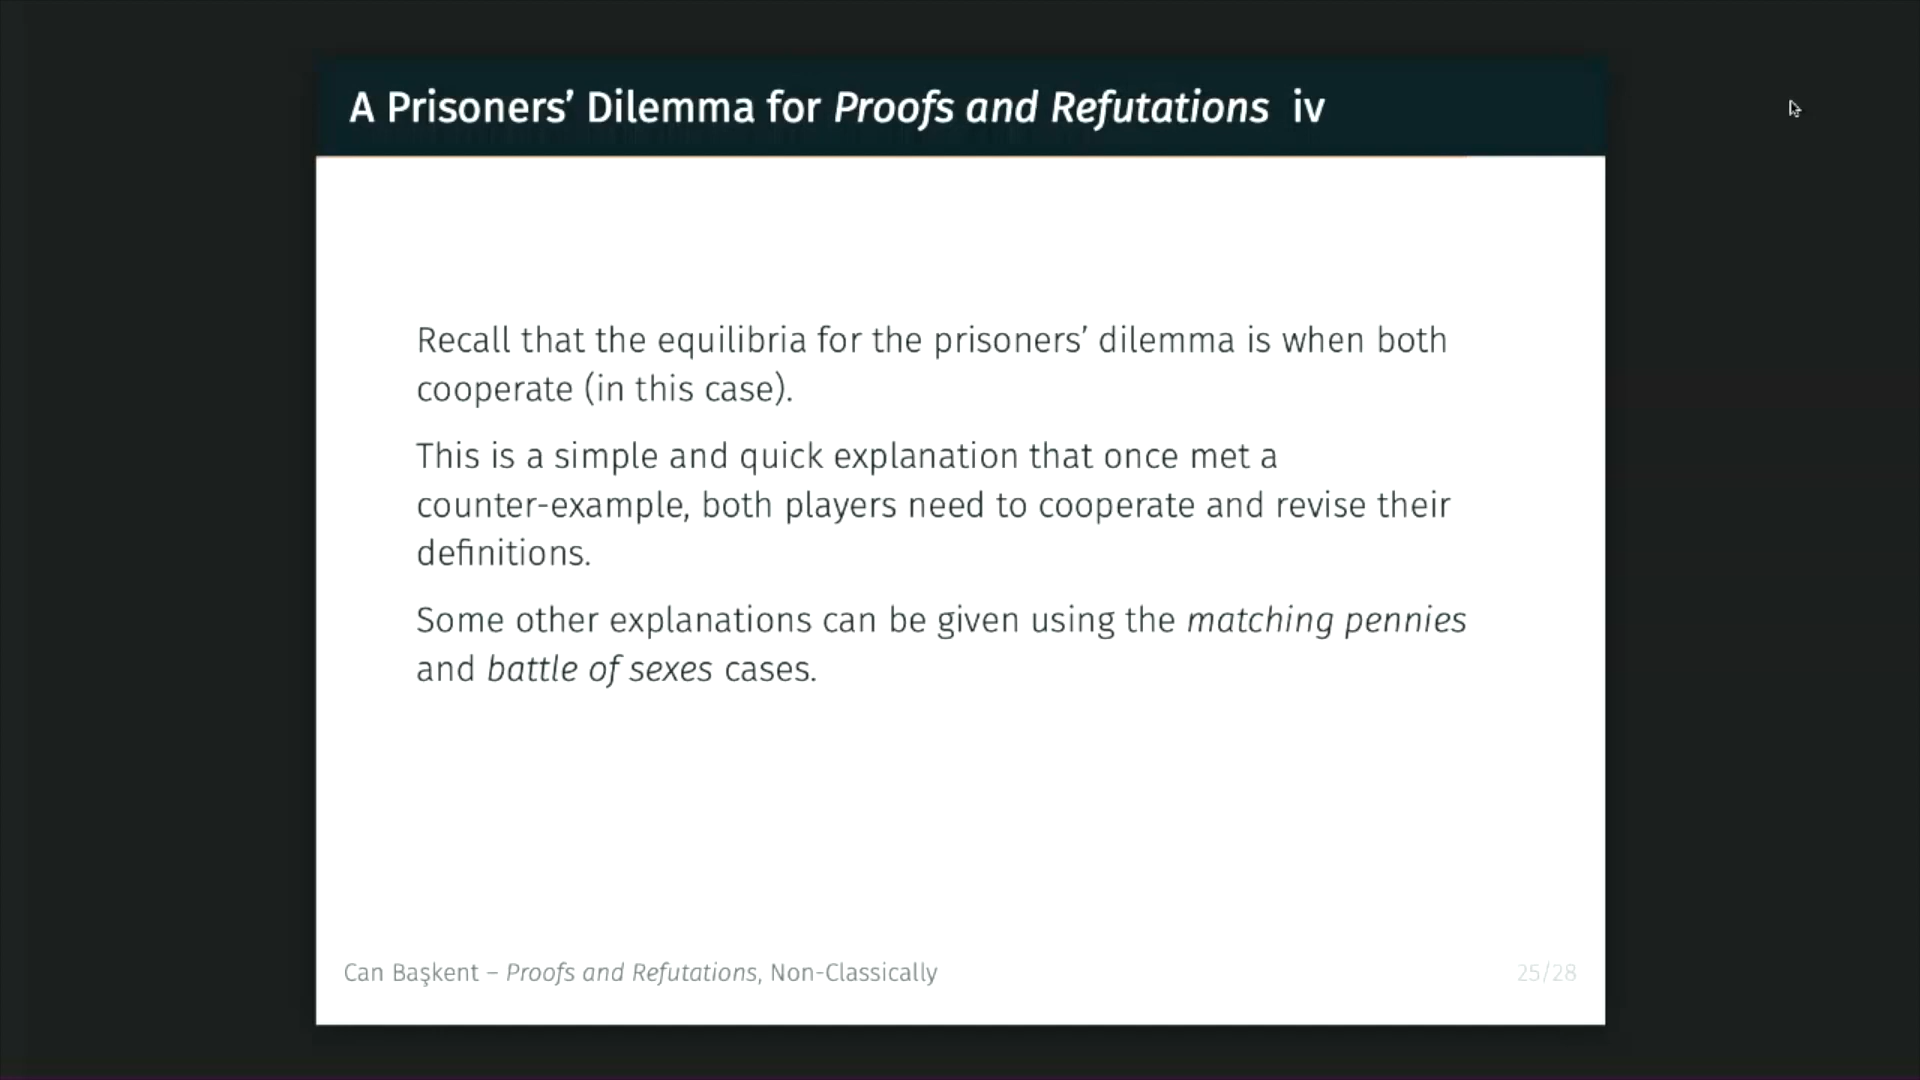 A Prisoners’ Dilemma for Proofs and Refutations iv
Recall that the equilibria for the prisoners’ dilemma is when both
cooperate (in this case).
This is a simple and quick explanation that once met a
counter-example, both players need to cooperate and revise their
definitions.
Some other explanations can be given using the matching pennies
and battle of sexes cases.
Can Başkent – Proofs and Refutations, Non-Classically
25/28